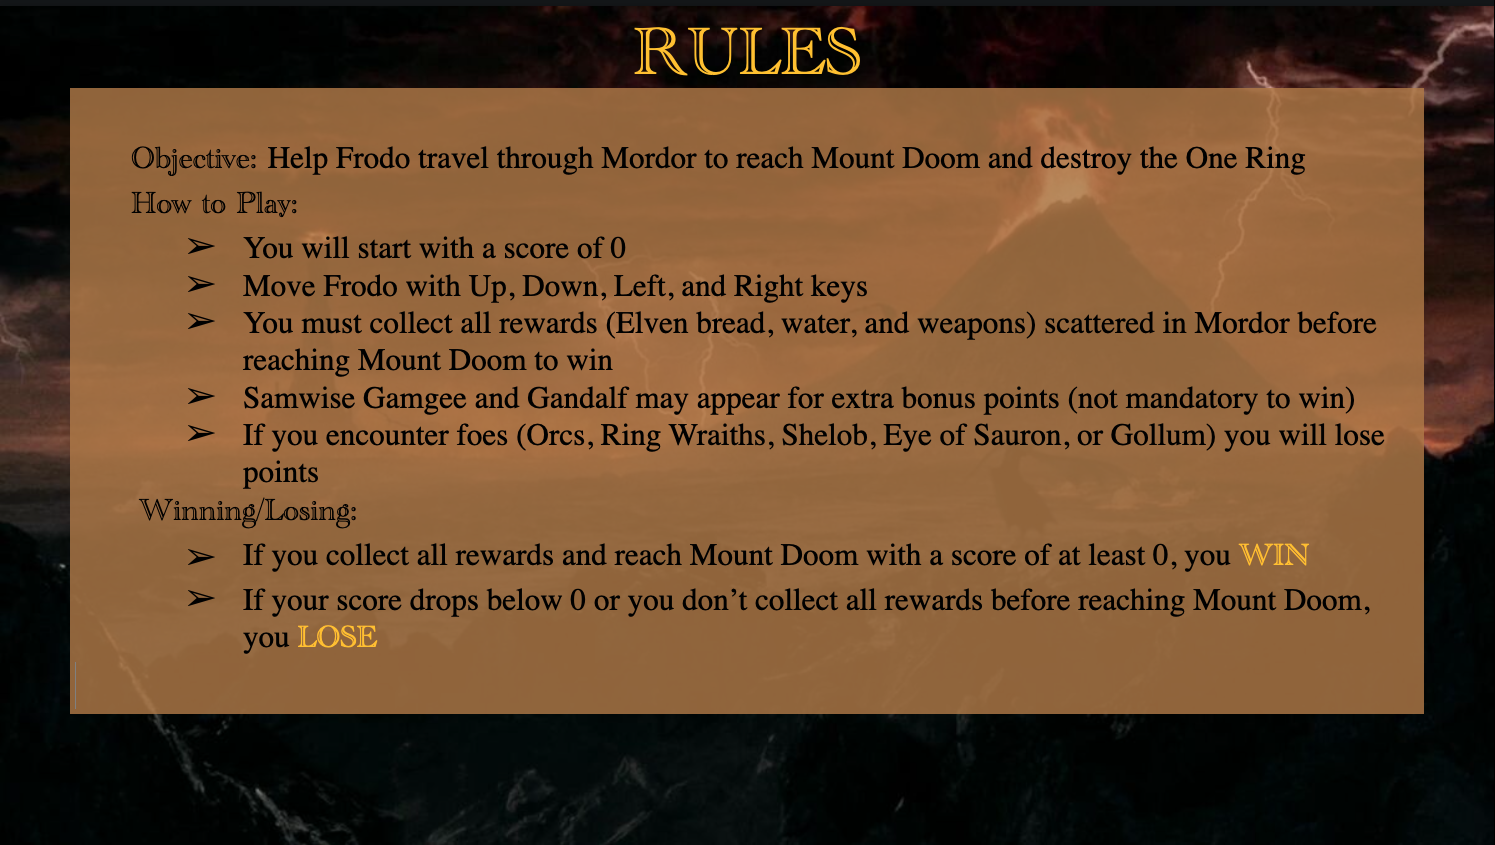 RULES
Objective: Help Frodo travel through Mordor to reach Mount Doom and destroy the One Ring
How to Play:
➢ You will start with a score of 0
➢ Move Frodo with Up, Down, Left, and Right keys
➢ You must collect all rewards (Elven bread, water, and weapons) scattered in Mordor before
reaching Mount Doom to win
➢ Samwise Gamgee and Gandalf may appear for extra bonus points (not mandatory to win)
➢ If you encounter foes (Orcs, Ring Wraiths, Shelob, Eye of Sauron, or Gollum) you will lose
points
Winning/Losing:
➢ If you collect all rewards and reach Mount Doom with a score of at least 0, you WIN
➢ If your score drops below 0 or you don’t collect all rewards before reaching Mount Doom,
you LOSE